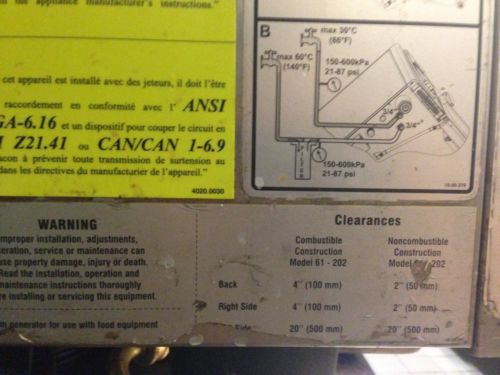 the appliance manufacturer's instructions."
cet appareil est installé avec des jeteurs, il doit l'être
raccordement en conformité avec l' ANSI
GA-6.16 et un dispositif pour couper le circuit en
Z21.41 ou CAN/CAN 1-6.9
à prévenir toute transmission de surtension au
dans les directives du manufacturier de l'appareil."
4020.0030
B
max 30°C
max 60°C
(140°F)
150-600kPa
21-87 psi
3/4"
3/4"
FILTER
150-600kPa
21-87 psi
WARNING
Improper installation, adjustments,
service or maintenance can
property damage, injury or death.
Read the installation, operation and
maintenance instructions thoroughly
installing or servicing this equipment.
generator for use with food equipment
Clearances
Combustible
Construction
Model 61 - 202
Noncombustible
Construction
202
Back
4" (100 mm)
2" (50 mm)
Right Side
4" (100 mm)
2" (50 mm)
Side
20" (500 mm)
20" (500 mm)